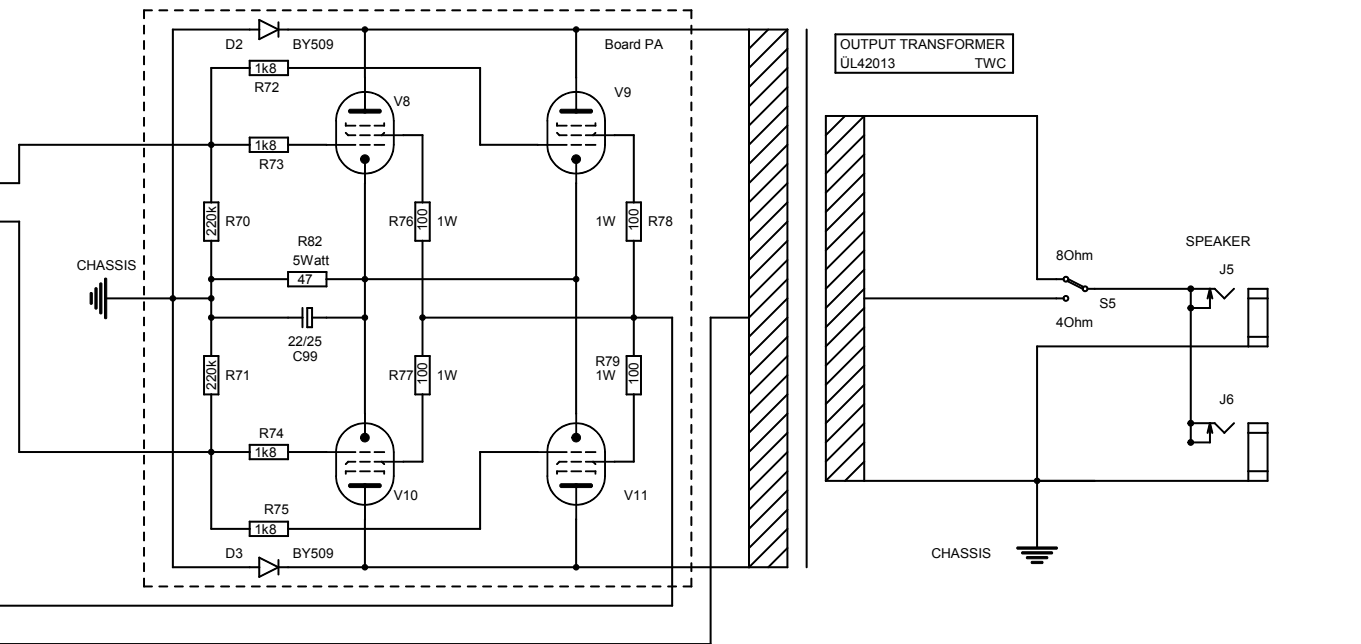 D2
BY509
Board PA
OUTPUT TRANSFORMER
ÜL42013 TWC
1k8
R72
V8
V9
1k8
R73
220k
R70
R76
100
1W
1W
100
R78
R82
5Watt
47
CHASSIS
SPEAKER
8Ohm
J5
S5
4Ohm
22/25
C99
220k
R71
R77
100
1W
R79
1W
100
J6
R74
1k8
V10
V11
R75
1k8
D3
BY509
CHASSIS